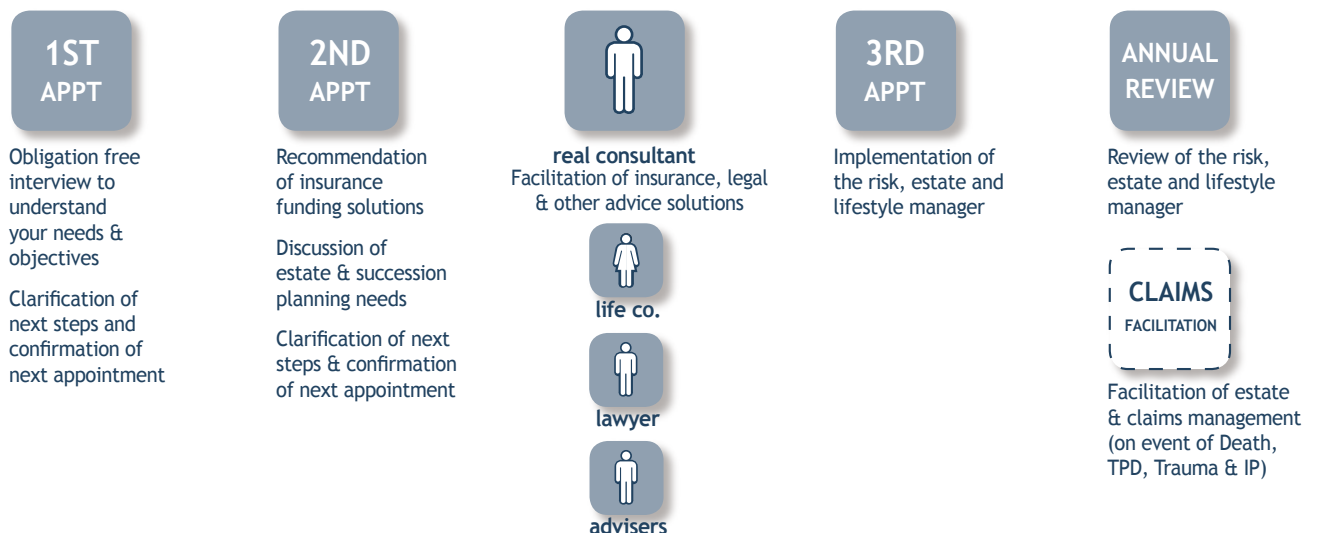 1ST
APPT
Obligation free
interview to
understand
your needs &
objectives
Clarification of
next steps and
confirmation of
next appointment
2ND
APPT
Recommendation
of insurance
funding solutions
Discussion of
estate & succession
planning needs
Clarification of next
steps & confirmation
of next appointment
real consultant
Facilitation of insurance, legal
& other advice solutions
life co.
lawyer
advisers
3RD
APPT
Implementation of
the risk, estate and
lifestyle manager
ANNUAL
REVIEW
Review of the risk,
estate and lifestyle
manager
CLAIMS
FACILITATION
Facilitation of estate
& claims management
(on event of Death,
TPD, Trauma & IP)